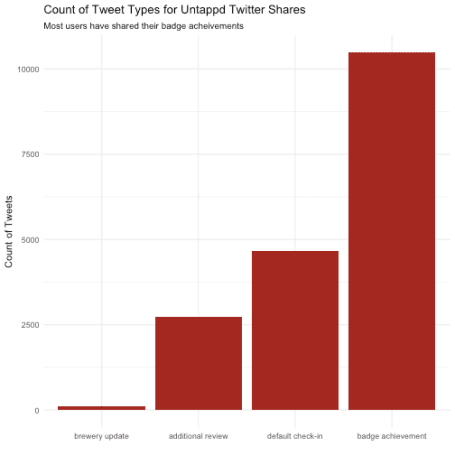 Count of Tweet Types for Untappd Twitter Shares
Most users have shared their badge acheivements
10000
7500
5000
2500
0
Count of Tweets
brewery update
additional review
default check-in
badge achievement